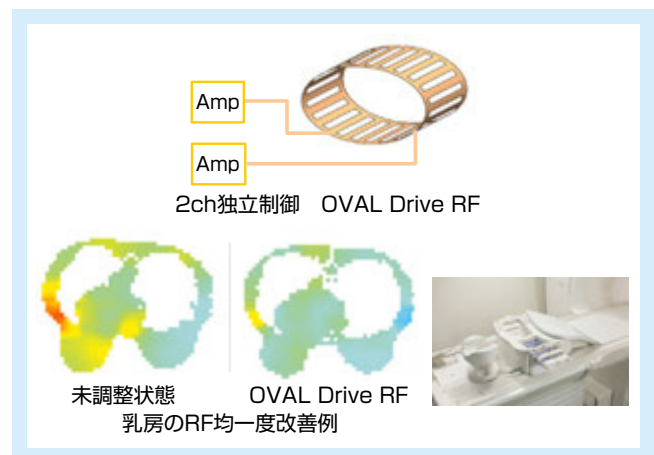 Amp
Amp
2ch独立制御　OVAL Drive RF
未調整状態
OVAL Drive RF
乳房のRF均一度改善例